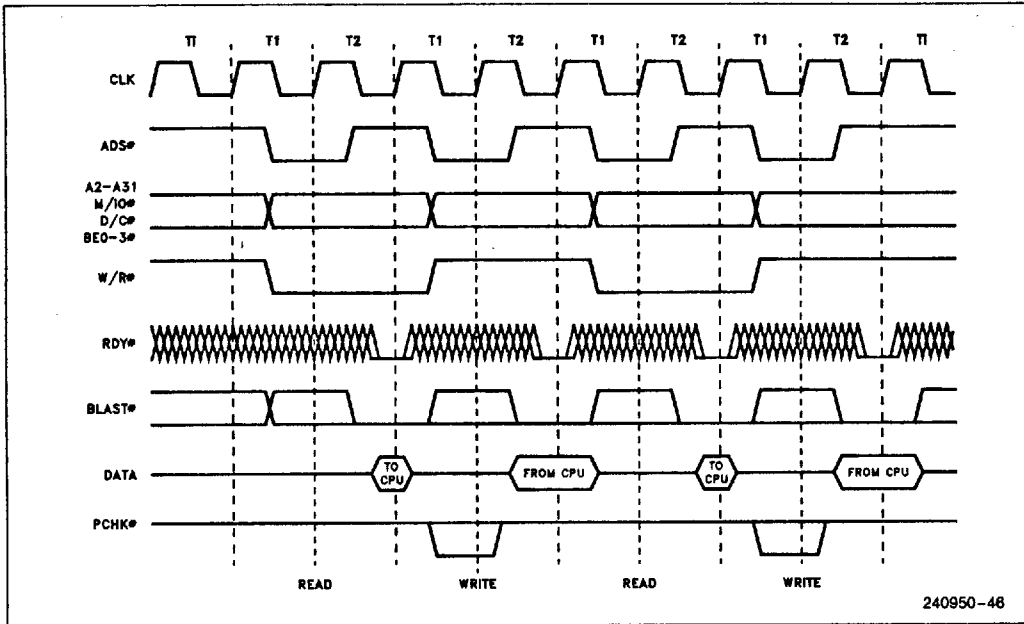 Ti T1 T2 T1 T2 T1 T2 T1 T2 Ti
CLK
ADS#
A2-A31
M/IO#
D/C#
BE0-3#
W/R#
RDY#
BLAST#
DATA TO CPU FROM CPU TO CPU FROM CPU
PCHK#
READ WRITE READ WRITE
240950-46